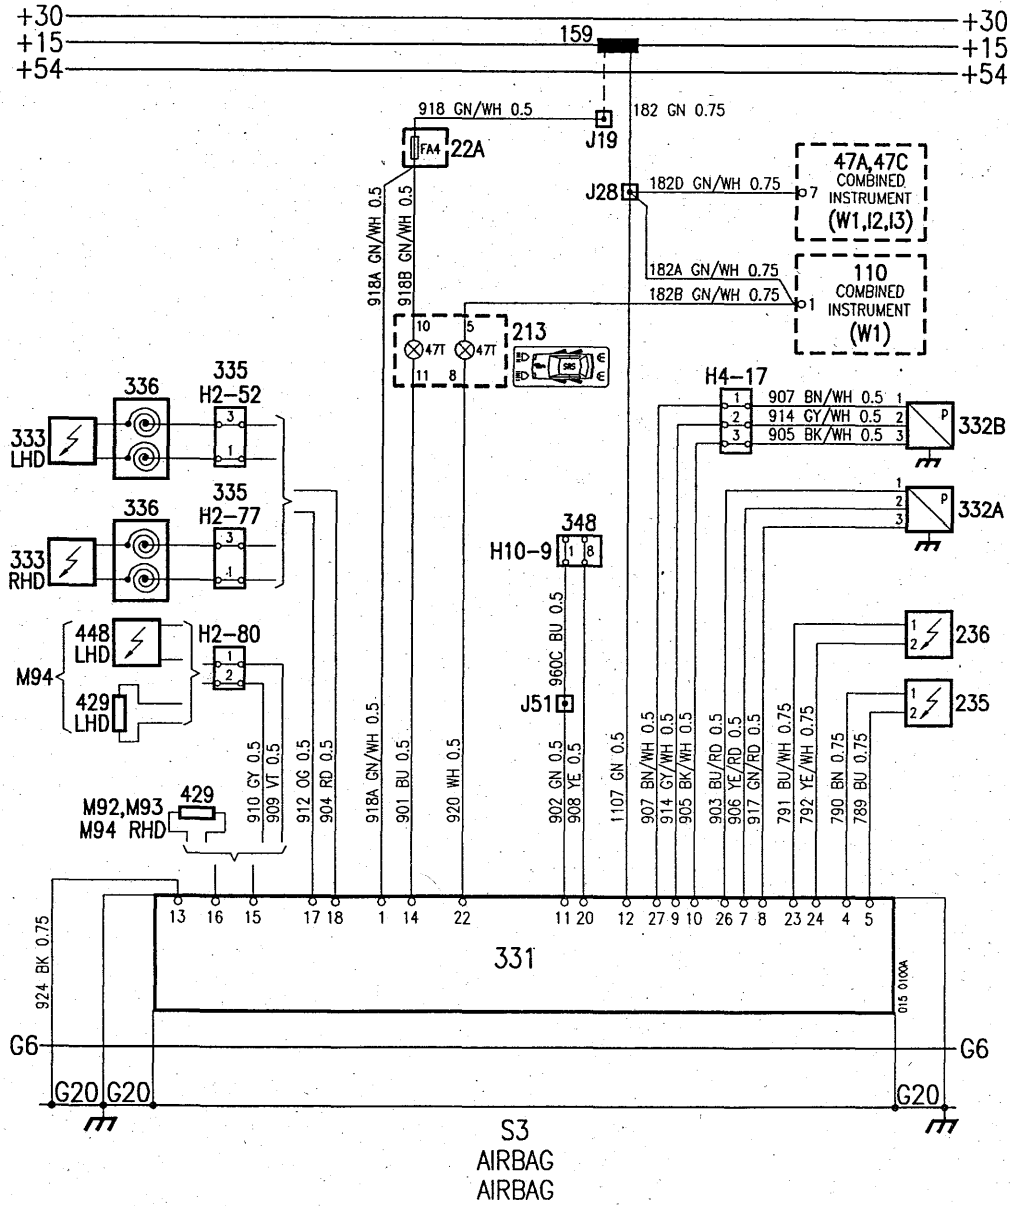 +30 +30
+15 159 +15
+54 +54
918 GN/WH 0.5
182 GN 0.75
J19
FA4 22A
47A,47C
COMBINED
INSTRUMENT
(W1,I2,I3)
7
J28
182D GN/WH 0.75
918A GN/WH 0.5
918B GN/WH 0.5
182A GN/WH 0.75
182B GN/WH 0.75
110
COMBINED
INSTRUMENT
(W1)
1
10 5
213
47T 47T
11 8
SRS
H4-17
1 907 BN/WH 0.5 1
2 914 GY/WH 0.5 2
3 905 BK/WH 0.5 3
P 332B
336
335
H2-52
3
1
333
LHD
336
335
H2-77
3
1
333
RHD
1
2
3
P 332A
348
H10-9 1 8
448
LHD
H2-80
1
2
M94
429
LHD
1
2
236
960C BU 0.5
J51
1
2
235
M92,M93
M94 RHD
429
910 GY 0.5
909 VT 0.5
912 OG 0.5
904 RD 0.5
918A GN/WH 0.5
901 BU 0.5
920 WH 0.5
902 GN 0.5
908 YE 0.5
1107 GN 0.5
907 BN/WH 0.5
914 GY/WH 0.5
905 BK/WH 0.5
903 BU/RD 0.5
906 YE/RD 0.5
917 GN/RD 0.5
791 BU/WH 0.75
792 YE/WH 0.75
790 BN 0.75
789 BU 0.75
13 16 15 17 18 1 14 22 11 20 12 27 9 10 26 7 8 23 24 4 5
331
924 BK 0.75
015 0100A
G6 G6
G20 G20 G20
S3
AIRBAG
AIRBAG